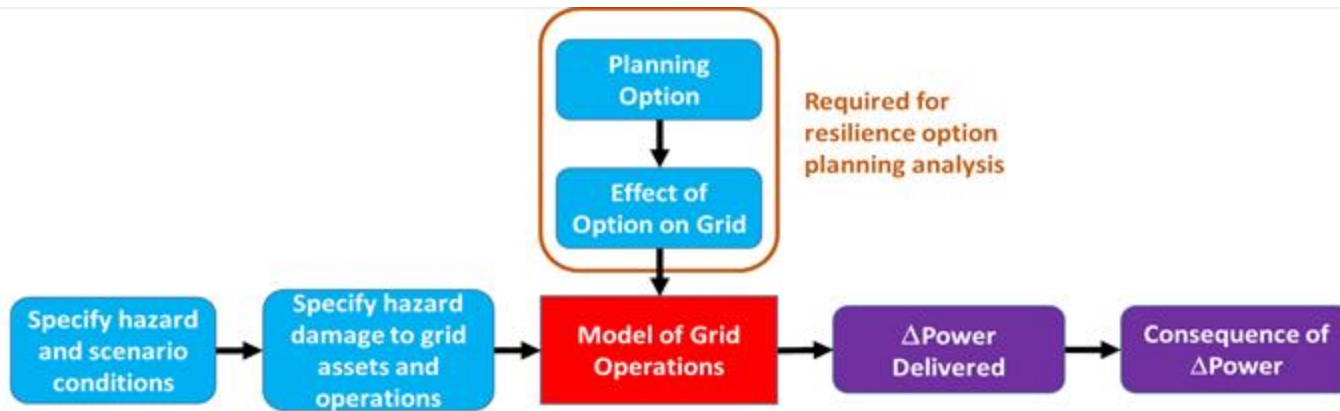 Planning
Option
Required for
resilience option
planning analysis
Effect of
Option on Grid
Specify hazard
and scenario
conditions
Specify hazard
damage to grid
assets and
operations
Model of Grid
Operations
ΔPower
Delivered
Consequence of
ΔPower